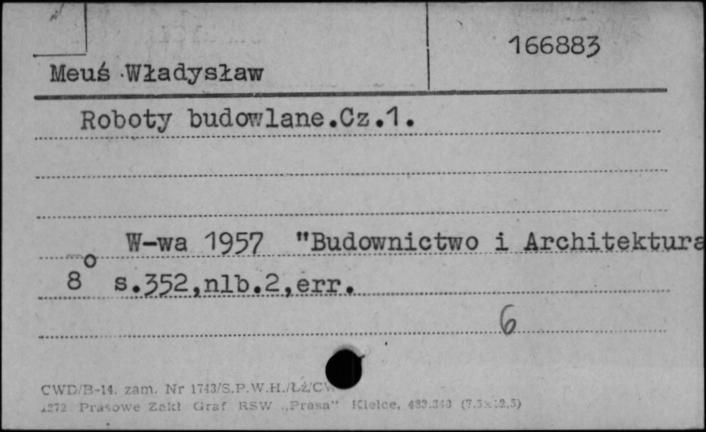 166883
Meuś Władysław
Roboty budowlane.Cz.1.
W-wa 1957 "Budownictwo i Architektura
8° s.352,nlb.2,err.
6
CWD/B-14. zam. Nr 1743/S.P.W.H./ŁŻ/CW
Prasowe Zakł Graf RSW „Prasa" Kielce,